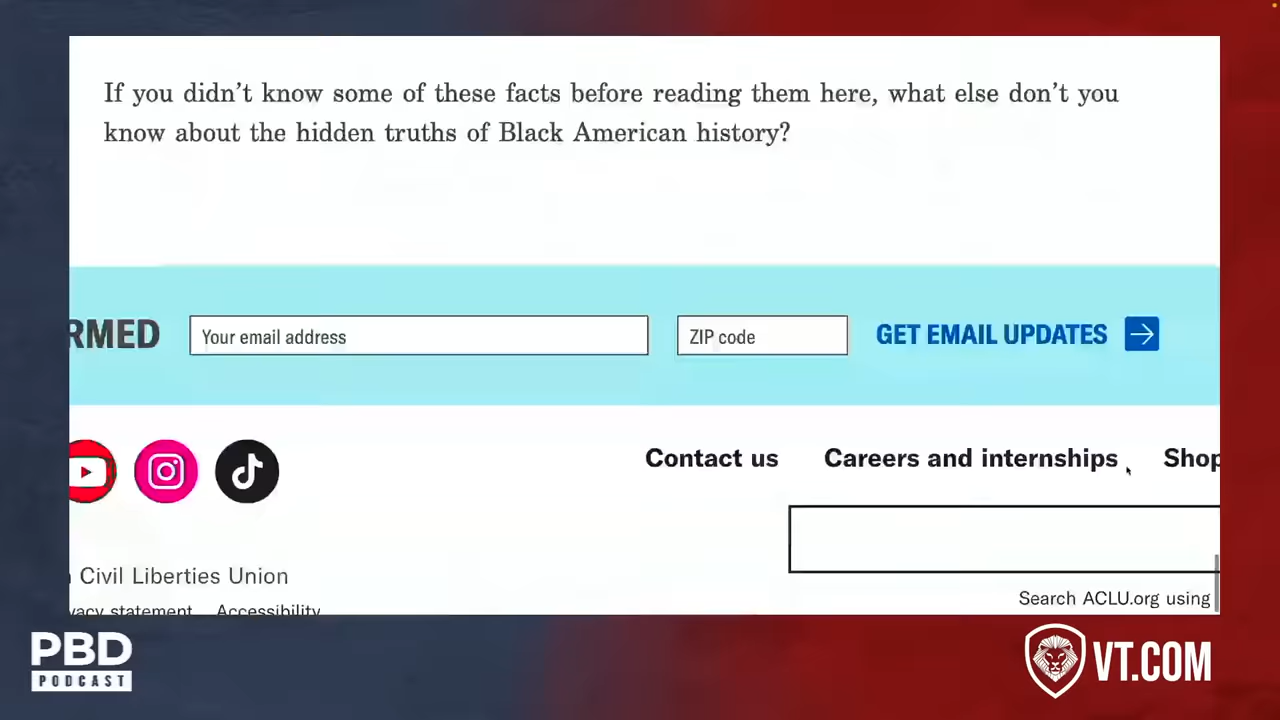 If you didn't know some of these facts before reading them here, what else don't you
know about the hidden truths of Black American history?
RMED
Your email address
ZIP code
GET EMAIL UPDATES
Contact us
Careers and internships
Shop
Civil Liberties Union
vacy statement
Accessibility
Search ACLU.org using
PBD
PODCAST
VT.COM